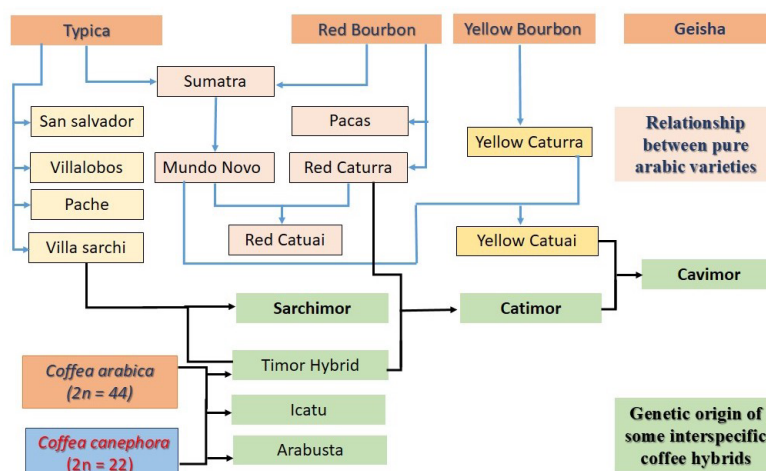 Typica
Red Bourbon
Yellow Bourbon
Geisha
Sumatra
San salvador
Pacas
Relationship
between pure
arabic varieties
Yellow Caturra
Villalobos
Mundo Novo
Red Caturra
Pache
Red Catuai
Yellow Catuai
Villa sarchi
Cavimor
Sarchimor
Catimor
Timor Hybrid
Coffea arabica
(2n = 44)
Icatu
Genetic origin of
some interspecific
coffee hybrids
Coffea canephora
(2n = 22)
Arabusta